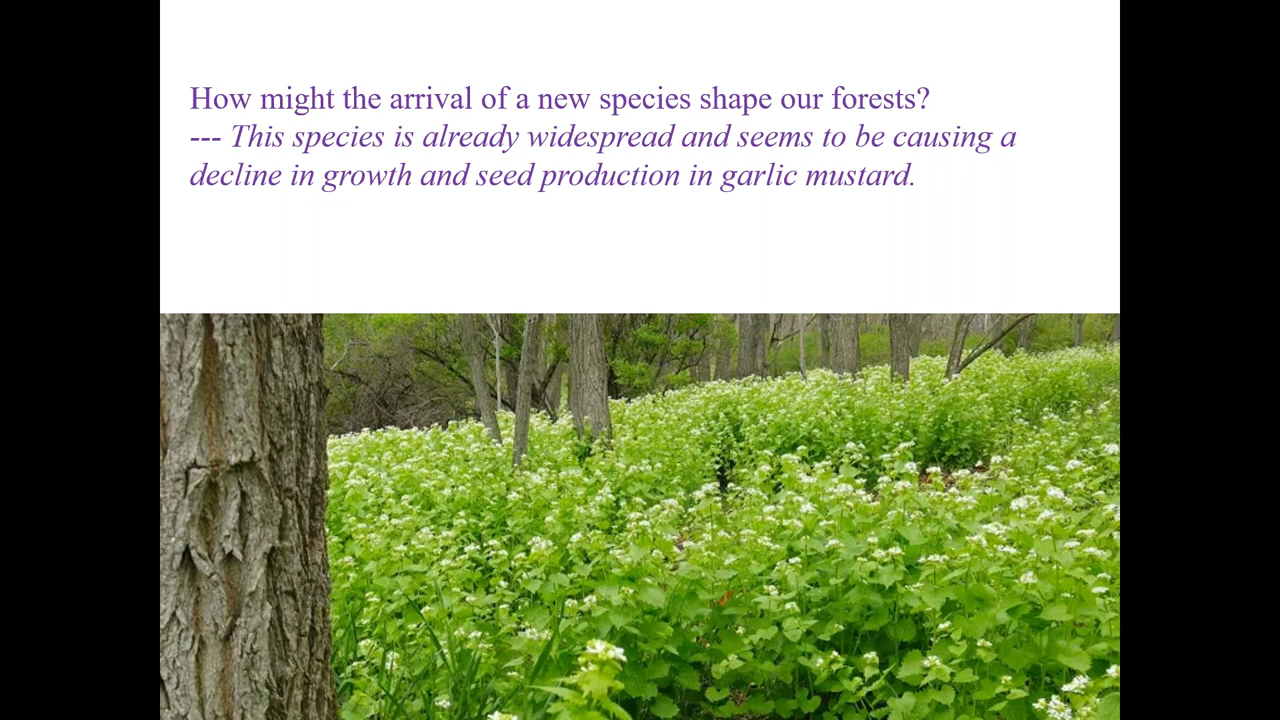 How might the arrival of a new species shape our forests?
--- This species is already widespread and seems to be causing a
decline in growth and seed production in garlic mustard.